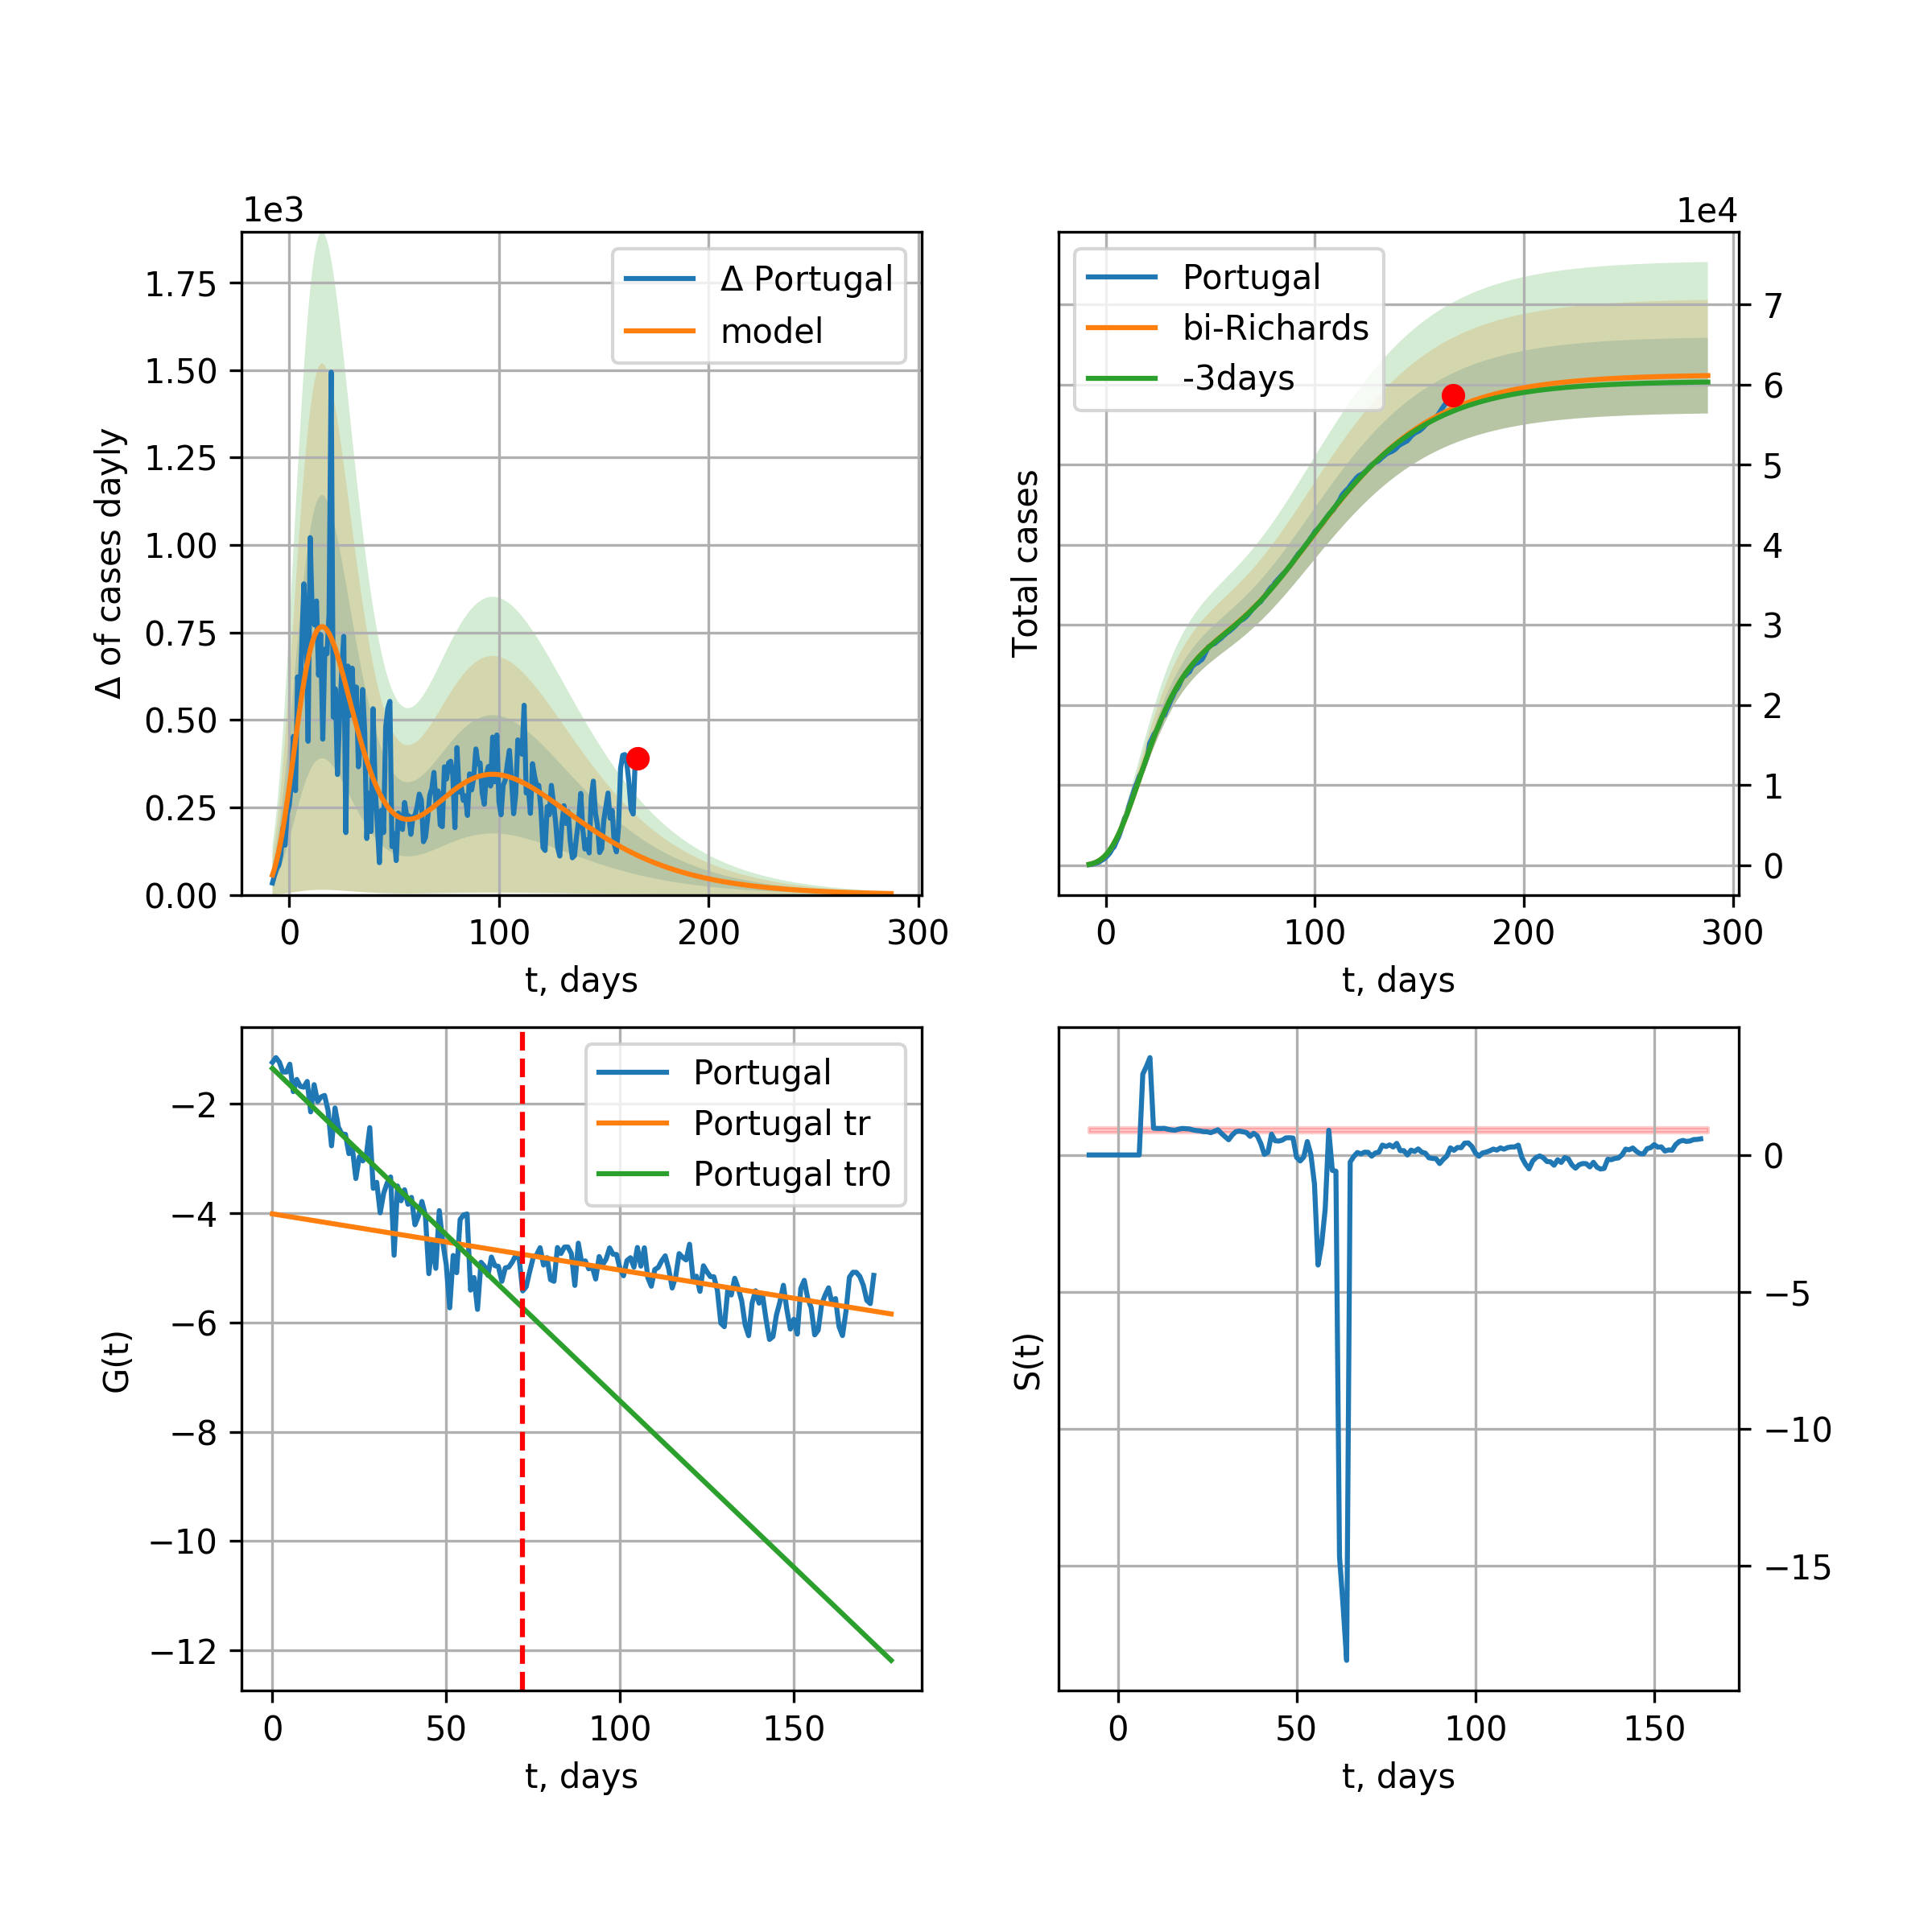 1e3
Δ of cases dayly
1.75
1.50
1.25
1.00
0.75
0.50
0.25
0.00
0 100 200 300
t, days
Δ Portugal
model
1e4
Total cases
Portugal
bi-Richards
-3days
7
6
5
4
3
2
1
0
0 100 200 300
t, days
G(t)
−2
−4
−6
−8
−10
−12
0 50 100 150
t, days
Portugal
Portugal tr
Portugal tr0
S(t)
0
−5
−10
−15
0 50 100 150
t, days